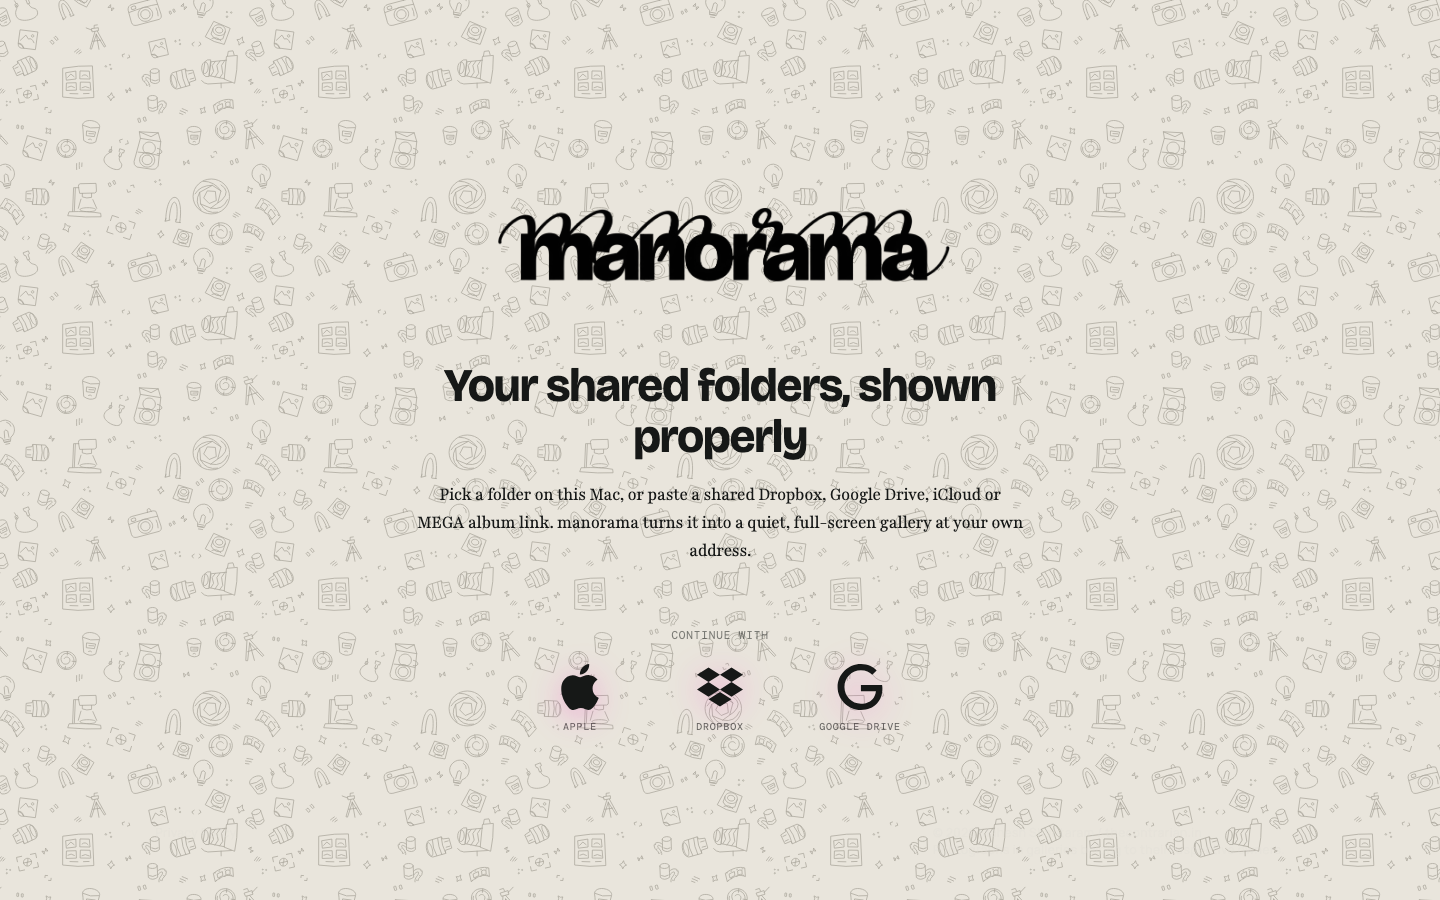 manorama
Your shared folders, shown
properly
Pick a folder on this Mac, or paste a shared Dropbox, Google Drive, iCloud or
MEGA album link. manorama turns it into a quiet, full-screen gallery at your own
address.
CONTINUE WITH
APPLE
DROPBOX
GOOGLE DRIVE